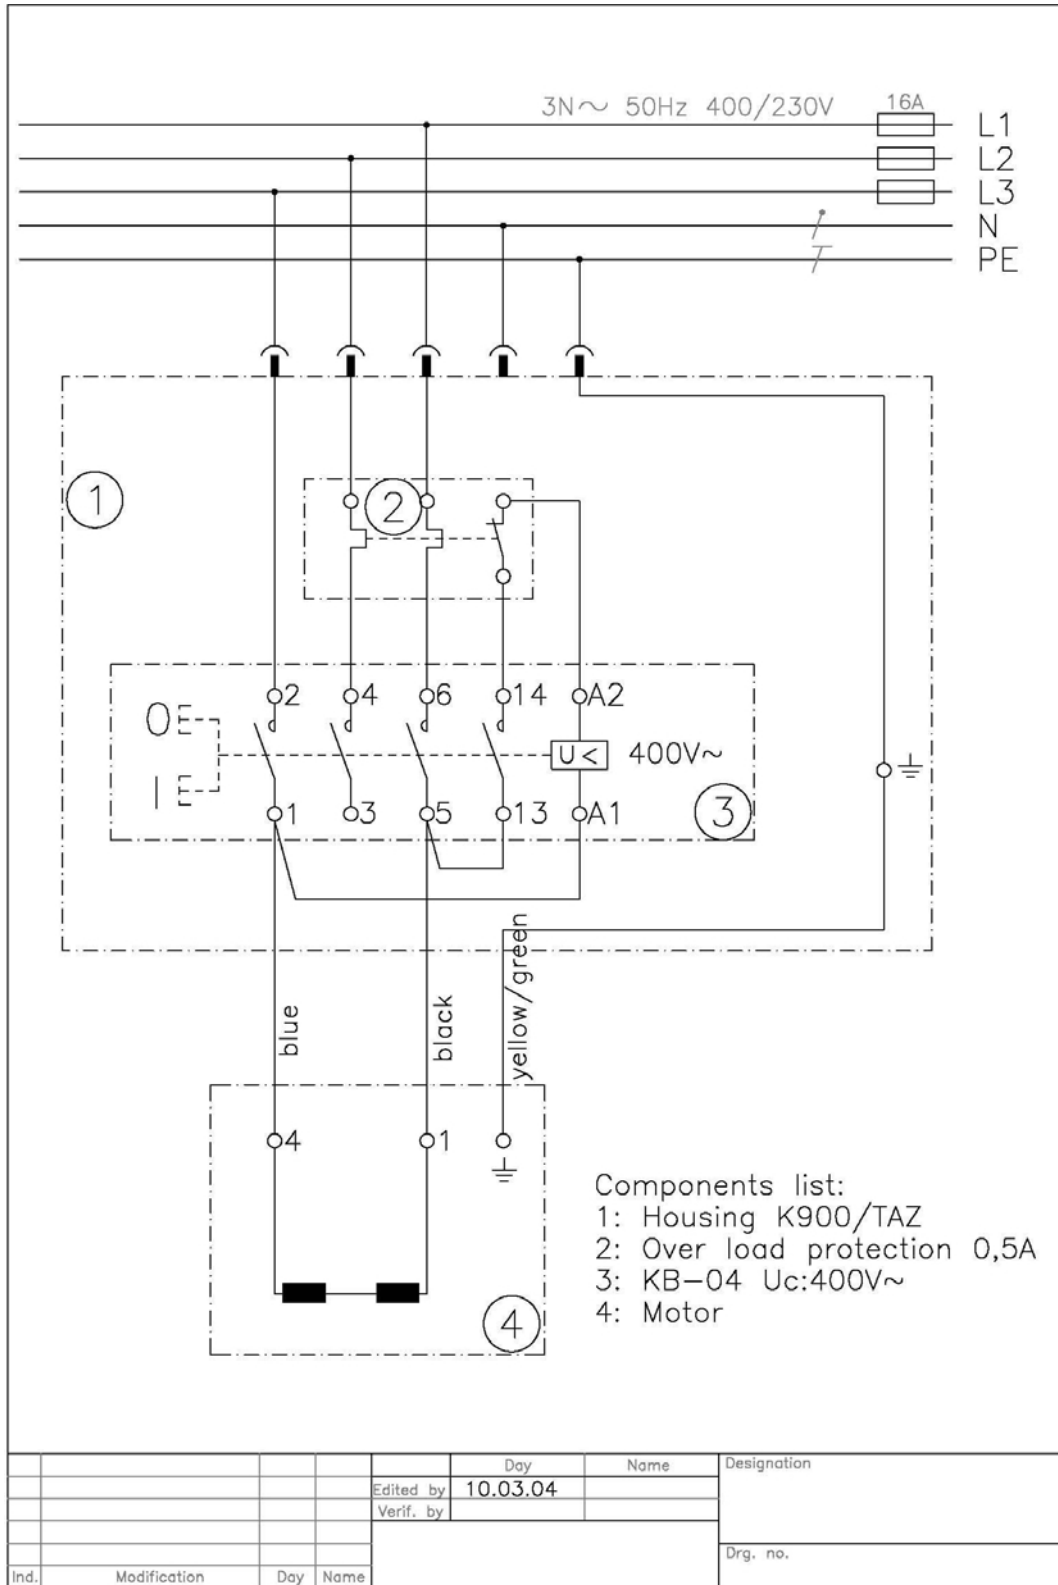 3N~ 50Hz 400/230V
16A
L1
L2
L3
N
PE
1
2
2
4
6
14
A2
0
U<
400V~
I
1
3
5
13
A1
3
blue
black
yellow/green
4
1
4
Components list:
1: Housing K900/TAZ
2: Over load protection 0,5A
3: KB-04 Uc:400V~
4: Motor
Day
Name
Designation
Edited by
10.03.04
Verif. by
Drg. no.
Ind.
Modification
Day
Name